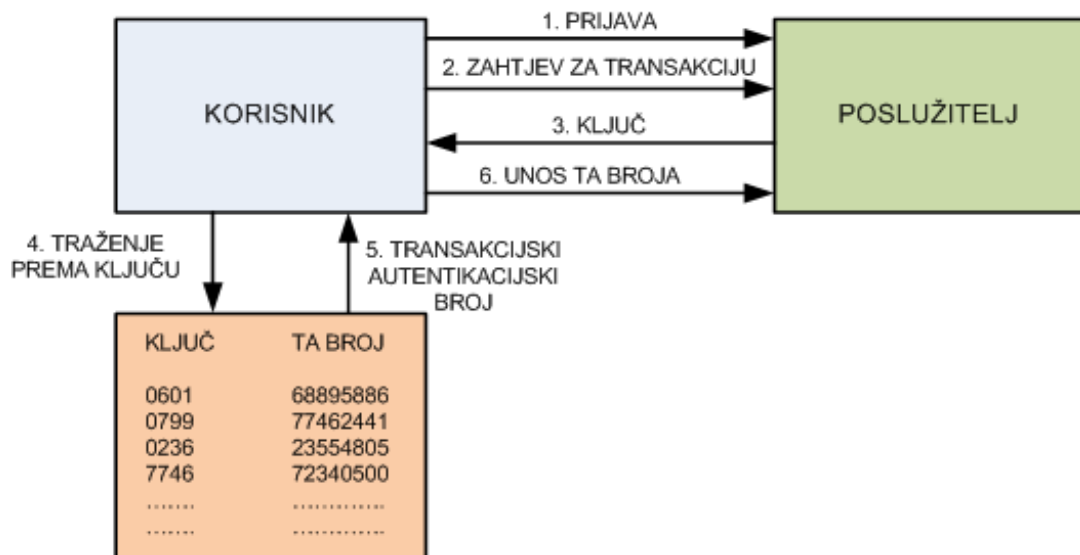 1. PRIJAVA
2. ZAHTJEV ZA TRANSAKCIJU
KORISNIK
POSLUŽITELJ
3. KLJUČ
6. UNOS TA BROJA
4. TRAŽENJE
PREMA KLJUČU
5. TRANSAKCIJSKI
AUTENTIKACIJSKI
BROJ
KLJUČ TA BROJ
0601 68895886
0799 77462441
0236 23554805
7746 72340500
....... .............
....... .............